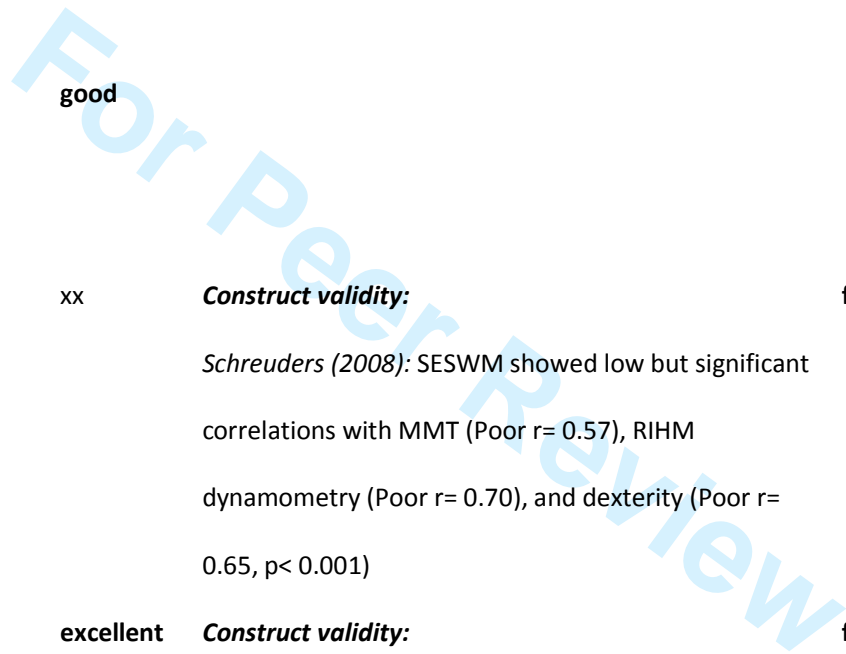 good
xx Construct validity: f
Schreuders (2008): SESWM showed low but significant
correlations with MMT (Poor r= 0.57), RIHM
dynamometry (Poor r= 0.70), and dexterity (Poor r=
0.65, p< 0.001)
excellent Construct validity: f
For Peer Review